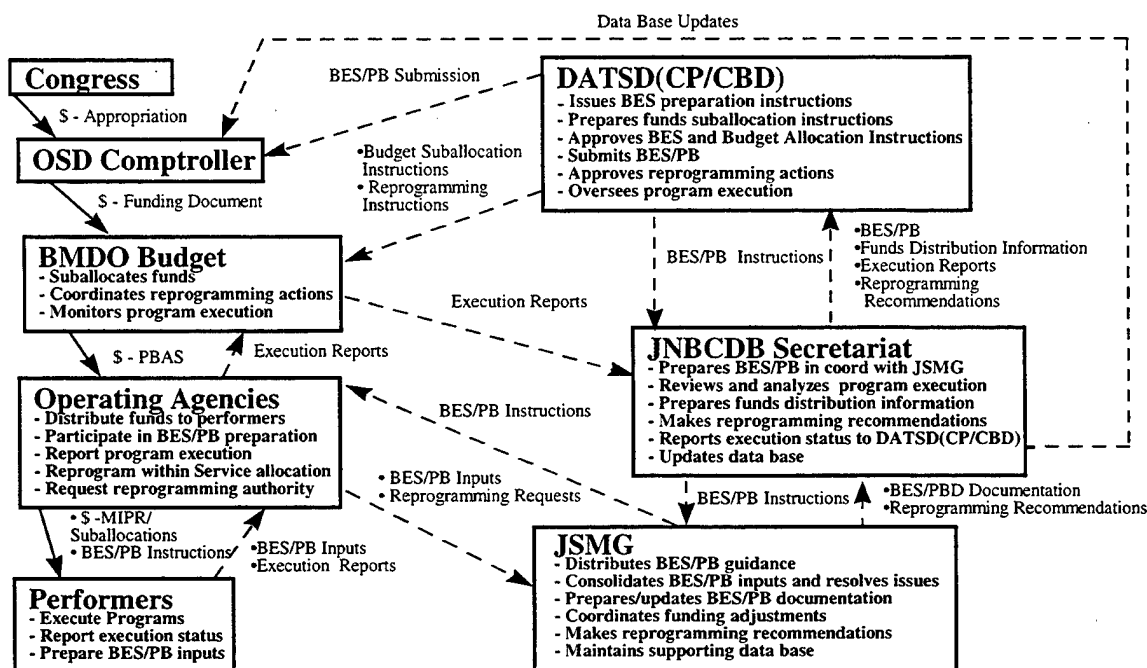 Data Base Updates
Congress
$ - Appropriation
OSD Comptroller
$ - Funding Document
BES/PB Submission
DATSD(CP/CBD)
- Issues BES preparation instructions
- Prepares funds suballocation instructions
- Approves BES and Budget Allocation Instructions
- Submits BES/PB
- Approves reprogramming actions
- Oversees program execution
•Budget Suballocation
Instructions
• Reprogramming
Instructions
BMDO Budget
- Suballocates funds
- Coordinates reprogramming actions
- Monitors program execution
BES/PB Instructions
•BES/PB
•Funds Distribution Information
•Execution Reports
•Reprogramming
Recommendations
Execution Reports
$ - PBAS
Execution Reports
JNBCDB Secretariat
- Prepares BES/PB in coord with JSMG
- Reviews and analyzes program execution
- Prepares funds distribution information
- Makes reprogramming recommendations
- Reports execution status to DATSD(CP/CBD)
- Updates data base
Operating Agencies
- Distribute funds to performers
- Participate in BES/PB preparation
- Report program execution
- Reprogram within Service allocation
- Request reprogramming authority
BES/PB Instructions
• BES/PB Inputs
• Reprogramming Requests
BES/PB Instructions
•BES/PBD Documentation
•Reprogramming Recommendations
• $ -MIPR/
Suballocations
• BES/PB Instructions
•BES/PB Inputs
•Execution Reports
Performers
- Execute Programs
- Report execution status
- Prepare BES/PB inputs
JSMG
- Distributes BES/PB guidance
- Consolidates BES/PB inputs and resolves issues
- Prepares/updates BES/PB documentation
- Coordinates funding adjustments
- Makes reprogramming recommendations
- Maintains supporting data base